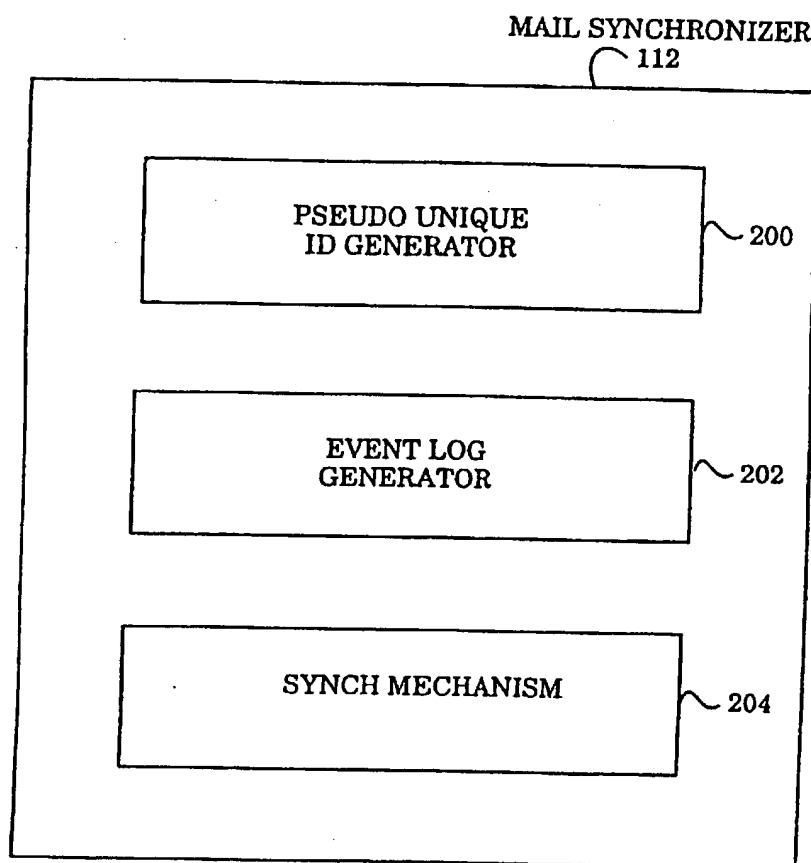 MAIL SYNCHRONIZER
112
PSEUDO UNIQUE
ID GENERATOR
200
EVENT LOG
GENERATOR
202
SYNCH MECHANISM
204